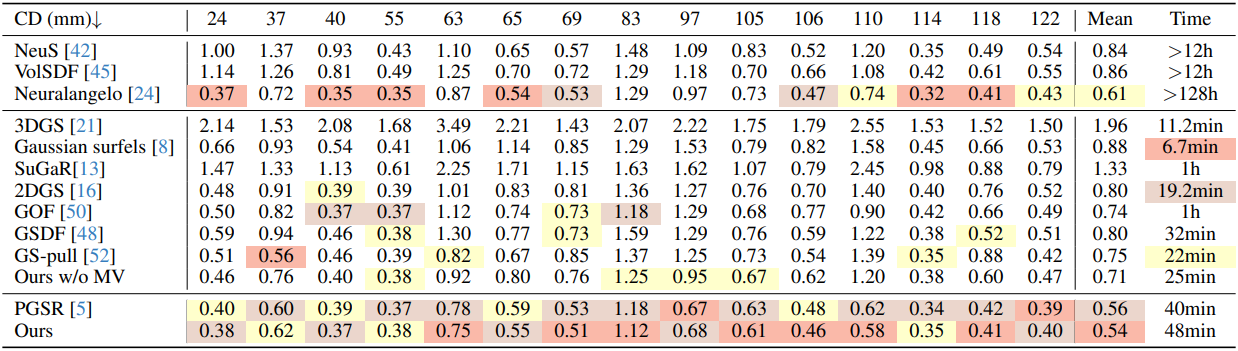 CD (mm)↓ 24 37 40 55 63 65 69 83 97 105 106 110 114 118 122 Mean Time
NeuS [42] 1.00 1.37 0.93 0.43 1.10 0.65 0.57 1.48 1.09 0.83 0.52 1.20 0.35 0.49 0.54 0.84 >12h
VolSDF [45] 1.14 1.26 0.81 0.49 1.25 0.70 0.72 1.29 1.18 0.70 0.66 1.08 0.42 0.61 0.55 0.86 >12h
Neuralangelo [24] 0.37 0.72 0.35 0.35 0.87 0.54 0.53 1.29 0.97 0.73 0.47 0.74 0.32 0.41 0.43 0.61 >128h
3DGS [21] 2.14 1.53 2.08 1.68 3.49 2.21 1.43 2.07 2.22 1.75 1.79 2.55 1.53 1.52 1.50 1.96 11.2min
Gaussian surfels [8] 0.66 0.93 0.54 0.41 1.06 1.14 0.85 1.29 1.53 0.79 0.82 1.58 0.45 0.66 0.53 0.88 6.7min
SuGaR[13] 1.47 1.33 1.13 0.61 2.25 1.71 1.15 1.63 1.62 1.07 0.79 2.45 0.98 0.88 0.79 1.33 1h
2DGS [16] 0.48 0.91 0.39 0.39 1.01 0.83 0.81 1.36 1.27 0.76 0.70 1.40 0.40 0.76 0.52 0.80 19.2min
GOF [50] 0.50 0.82 0.37 0.37 1.12 0.74 0.73 1.18 1.29 0.68 0.77 0.90 0.42 0.66 0.49 0.74 1h
GSDF [48] 0.59 0.94 0.46 0.38 1.30 0.77 0.73 1.59 1.29 0.76 0.59 1.22 0.38 0.52 0.51 0.80 32min
GS-pull [52] 0.51 0.56 0.46 0.39 0.82 0.67 0.85 1.37 1.25 0.73 0.54 1.39 0.35 0.88 0.42 0.75 22min
Ours w/o MV 0.46 0.76 0.40 0.38 0.92 0.80 0.76 1.25 0.95 0.67 0.62 1.20 0.38 0.60 0.47 0.71 25min
PGSR [5] 0.40 0.60 0.39 0.37 0.78 0.59 0.53 1.18 0.67 0.63 0.48 0.62 0.34 0.42 0.39 0.56 40min
Ours 0.38 0.62 0.37 0.38 0.75 0.55 0.51 1.12 0.68 0.61 0.46 0.58 0.35 0.41 0.40 0.54 48min